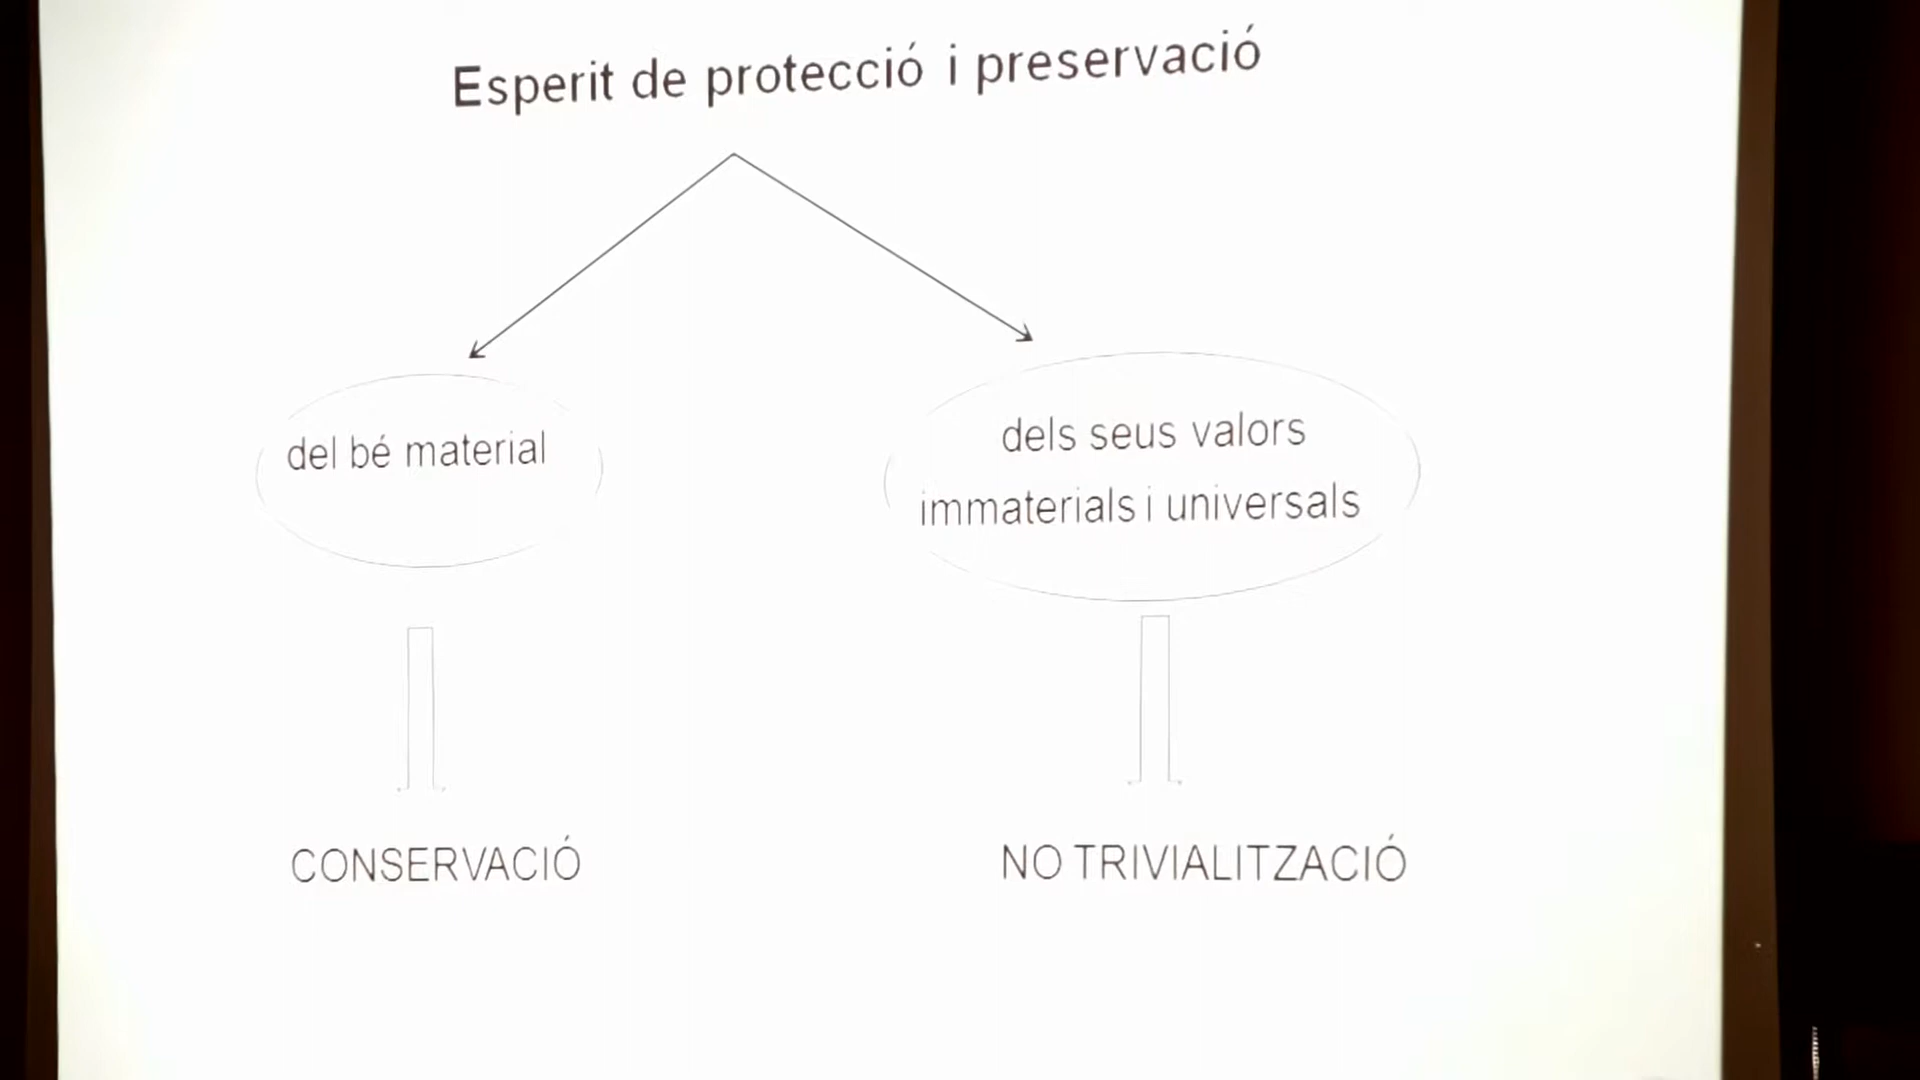 Esperit de protecció i preservació
del bé material
dels seus valors
immaterials i universals
CONSERVACIÓ
NO TRIVIALITZACIÓ